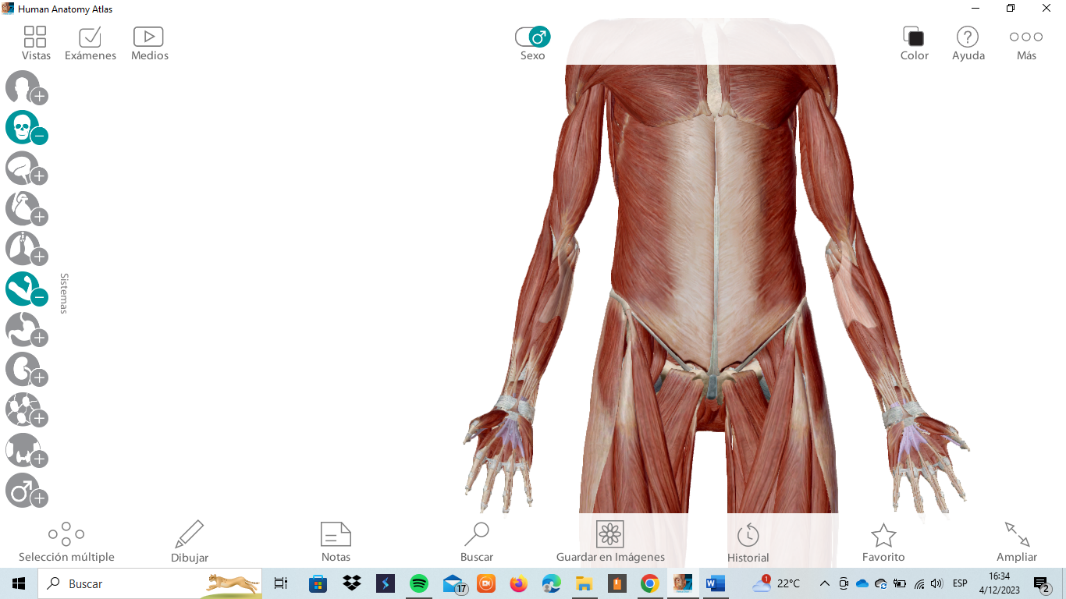 Human Anatomy Atlas
Vistas
Exámenes
Medios
Sexo
Color
Ayuda
Más
Sistemas
Selección múltiple
Dibujar
Notas
Buscar
Guardar en Imágenes
Historial
Favorito
Ampliar
Buscar
17
1
22°C
ESP
16:34
4/12/2023
2